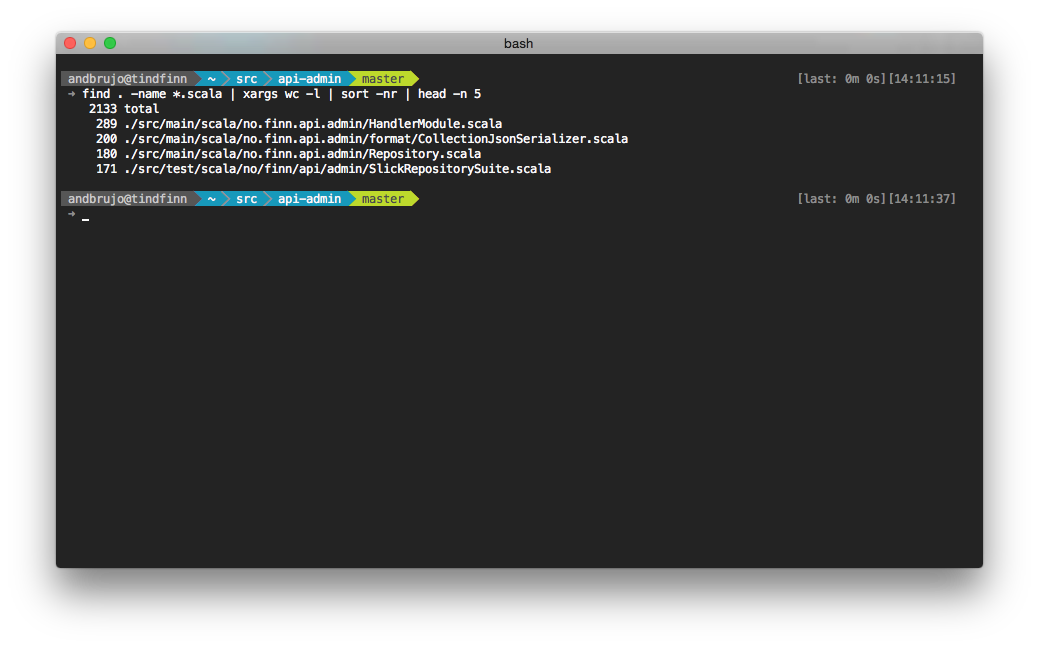 bash
andbrujo@tindfinn ~ src api-admin master [last: 0m 0s][14:11:15]
➜ find . -name *.scala | xargs wc -l | sort -nr | head -n 5
2133 total
289 ./src/main/scala/no.finn.api.admin/HandlerModule.scala
200 ./src/main/scala/no.finn.api.admin/format/CollectionJsonSerializer.scala
180 ./src/main/scala/no.finn.api.admin/Repository.scala
171 ./src/test/scala/no/finn/api/admin/SlickRepositorySuite.scala
andbrujo@tindfinn ~ src api-admin master [last: 0m 0s][14:11:37]
➜ _